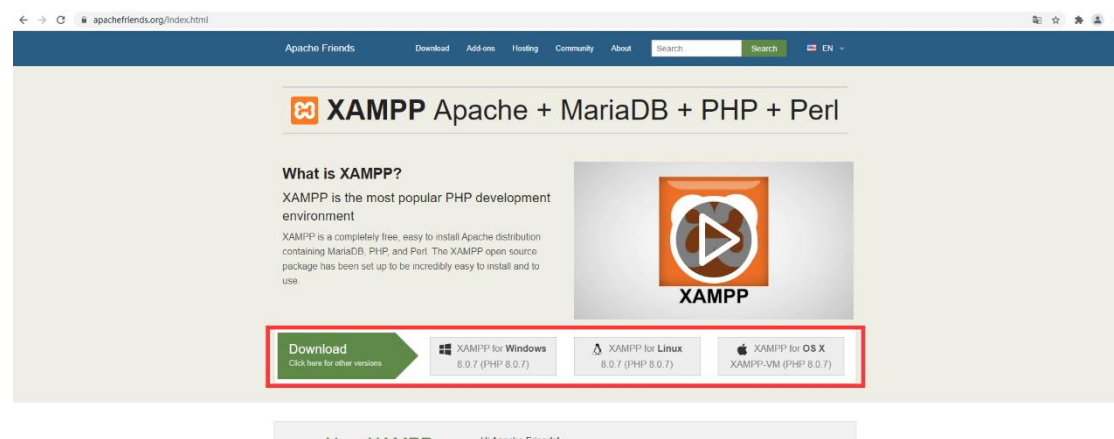 apachefriends.org/index.html
Apache Friends Download Add-ons Hosting Community About Search Search EN
XAMPP Apache + MariaDB + PHP + Perl
What is XAMPP?
XAMPP is the most popular PHP development
environment
XAMPP is a completely free, easy to install Apache distribution
containing MariaDB, PHP, and Perl. The XAMPP open source
package has been set up to be incredibly easy to install and to
use.
XAMPP
Download
Click here for other versions
XAMPP for Windows
8.0.7 (PHP 8.0.7)
XAMPP for Linux
8.0.7 (PHP 8.0.7)
XAMPP for OS X
XAMPP-VM (PHP 8.0.7)
Hi Apache Friends!